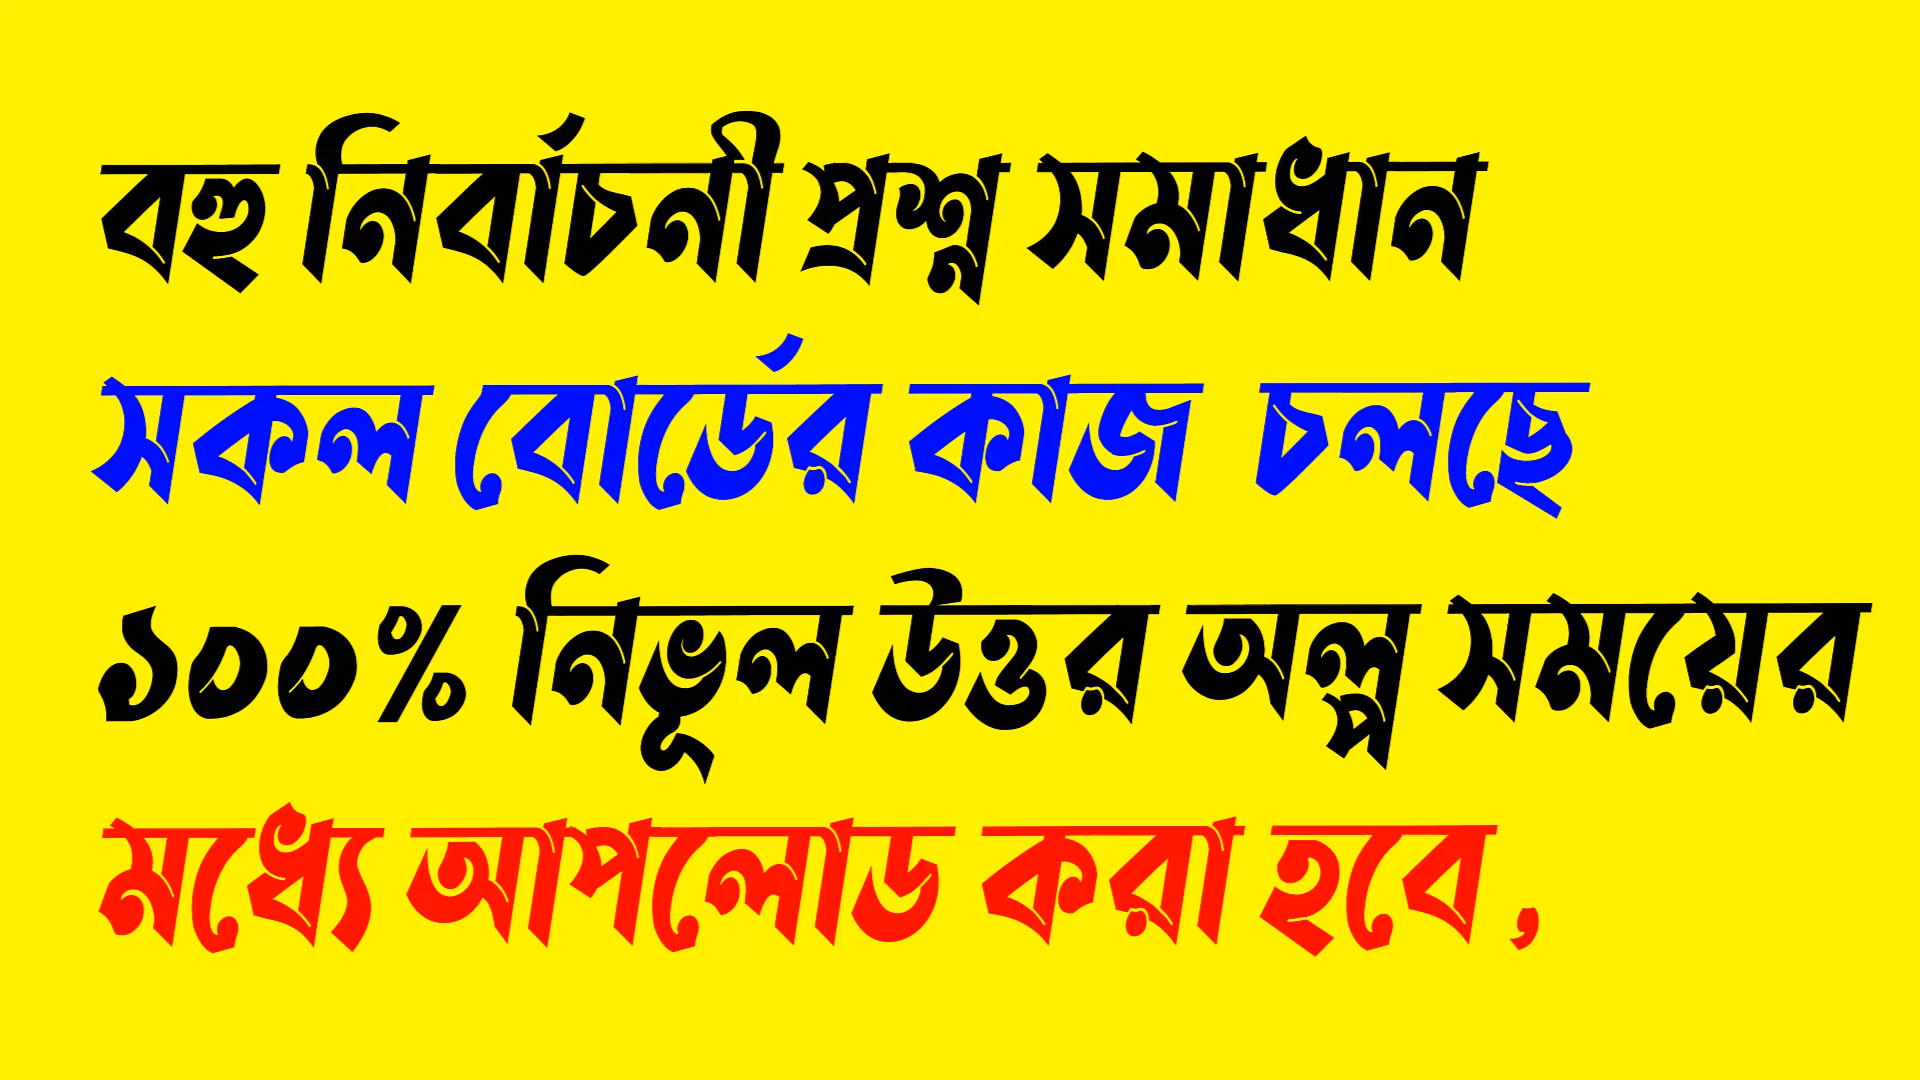 বহু নির্বাচনী প্রশ্ন সমাধান
সকল বোর্ডের কাজ চলছে
১০০% নিভূল উত্তর অল্প সময়ের
মধ্যে আপলোড করা হবে ,